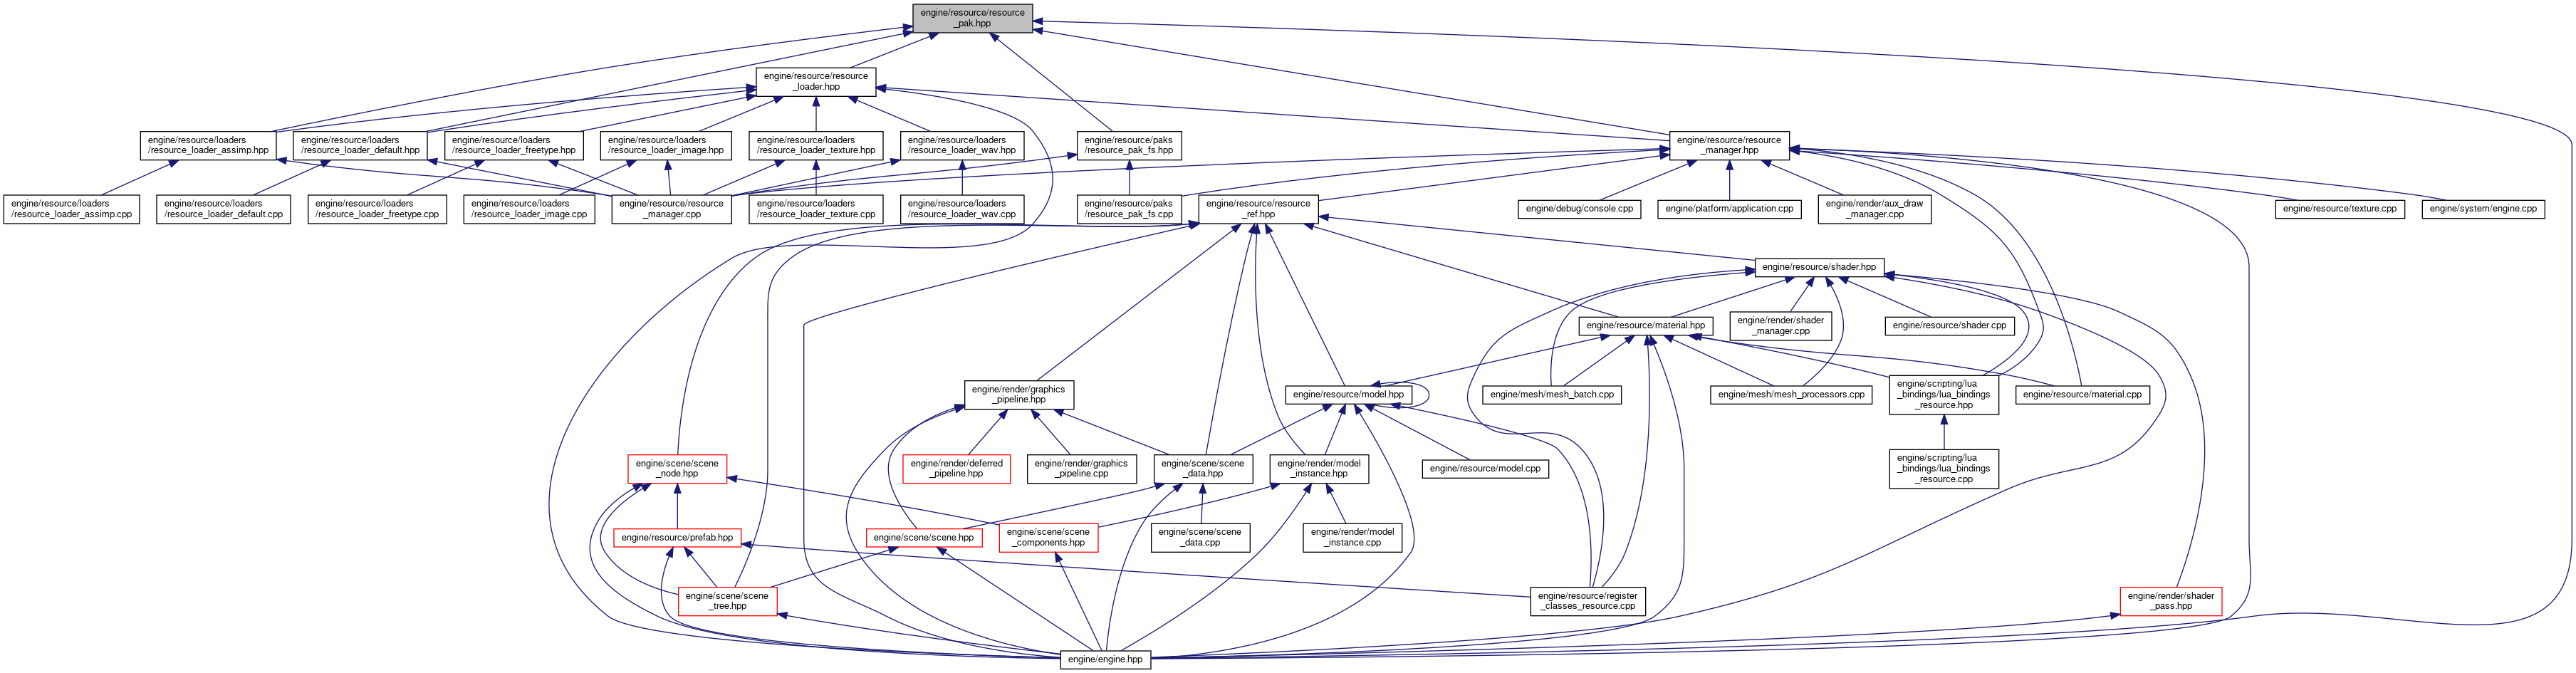 engine/resource/resource
_pak.hpp
engine/resource/resource
_loader.hpp
engine/resource/loaders
/resource_loader_assimp.hpp
engine/resource/loaders
/resource_loader_default.hpp
engine/resource/loaders
/resource_loader_freetype.hpp
engine/resource/loaders
/resource_loader_image.hpp
engine/resource/loaders
/resource_loader_texture.hpp
engine/resource/loaders
/resource_loader_wav.hpp
engine/resource/paks
/resource_pak_fs.hpp
engine/resource/resource
_manager.hpp
engine/resource/loaders
/resource_loader_assimp.cpp
engine/resource/loaders
/resource_loader_default.cpp
engine/resource/loaders
/resource_loader_freetype.cpp
engine/resource/loaders
/resource_loader_image.cpp
engine/resource/resource
_manager.cpp
engine/resource/loaders
/resource_loader_texture.cpp
engine/resource/loaders
/resource_loader_wav.cpp
engine/resource/paks
/resource_pak_fs.cpp
engine/resource/resource
_ref.hpp
engine/debug/console.cpp
engine/platform/application.cpp
engine/render/aux_draw
_manager.cpp
engine/resource/texture.cpp
engine/system/engine.cpp
engine/resource/shader.hpp
engine/resource/material.hpp
engine/render/shader
_manager.cpp
engine/resource/shader.cpp
engine/render/graphics
_pipeline.hpp
engine/resource/model.hpp
engine/mesh/mesh_batch.cpp
engine/mesh/mesh_processors.cpp
engine/scripting/lua
_bindings/lua_bindings
_resource.hpp
engine/resource/material.cpp
engine/scene/scene
_node.hpp
engine/render/deferred
_pipeline.hpp
engine/render/graphics
_pipeline.cpp
engine/scene/scene
_data.hpp
engine/render/model
_instance.hpp
engine/resource/model.cpp
engine/scripting/lua
_bindings/lua_bindings
_resource.cpp
engine/resource/prefab.hpp
engine/scene/scene.hpp
engine/scene/scene
_components.hpp
engine/scene/scene
_data.cpp
engine/render/model
_instance.cpp
engine/scene/scene
_tree.hpp
engine/resource/register
_classes_resource.cpp
engine/render/shader
_pass.hpp
engine/engine.hpp